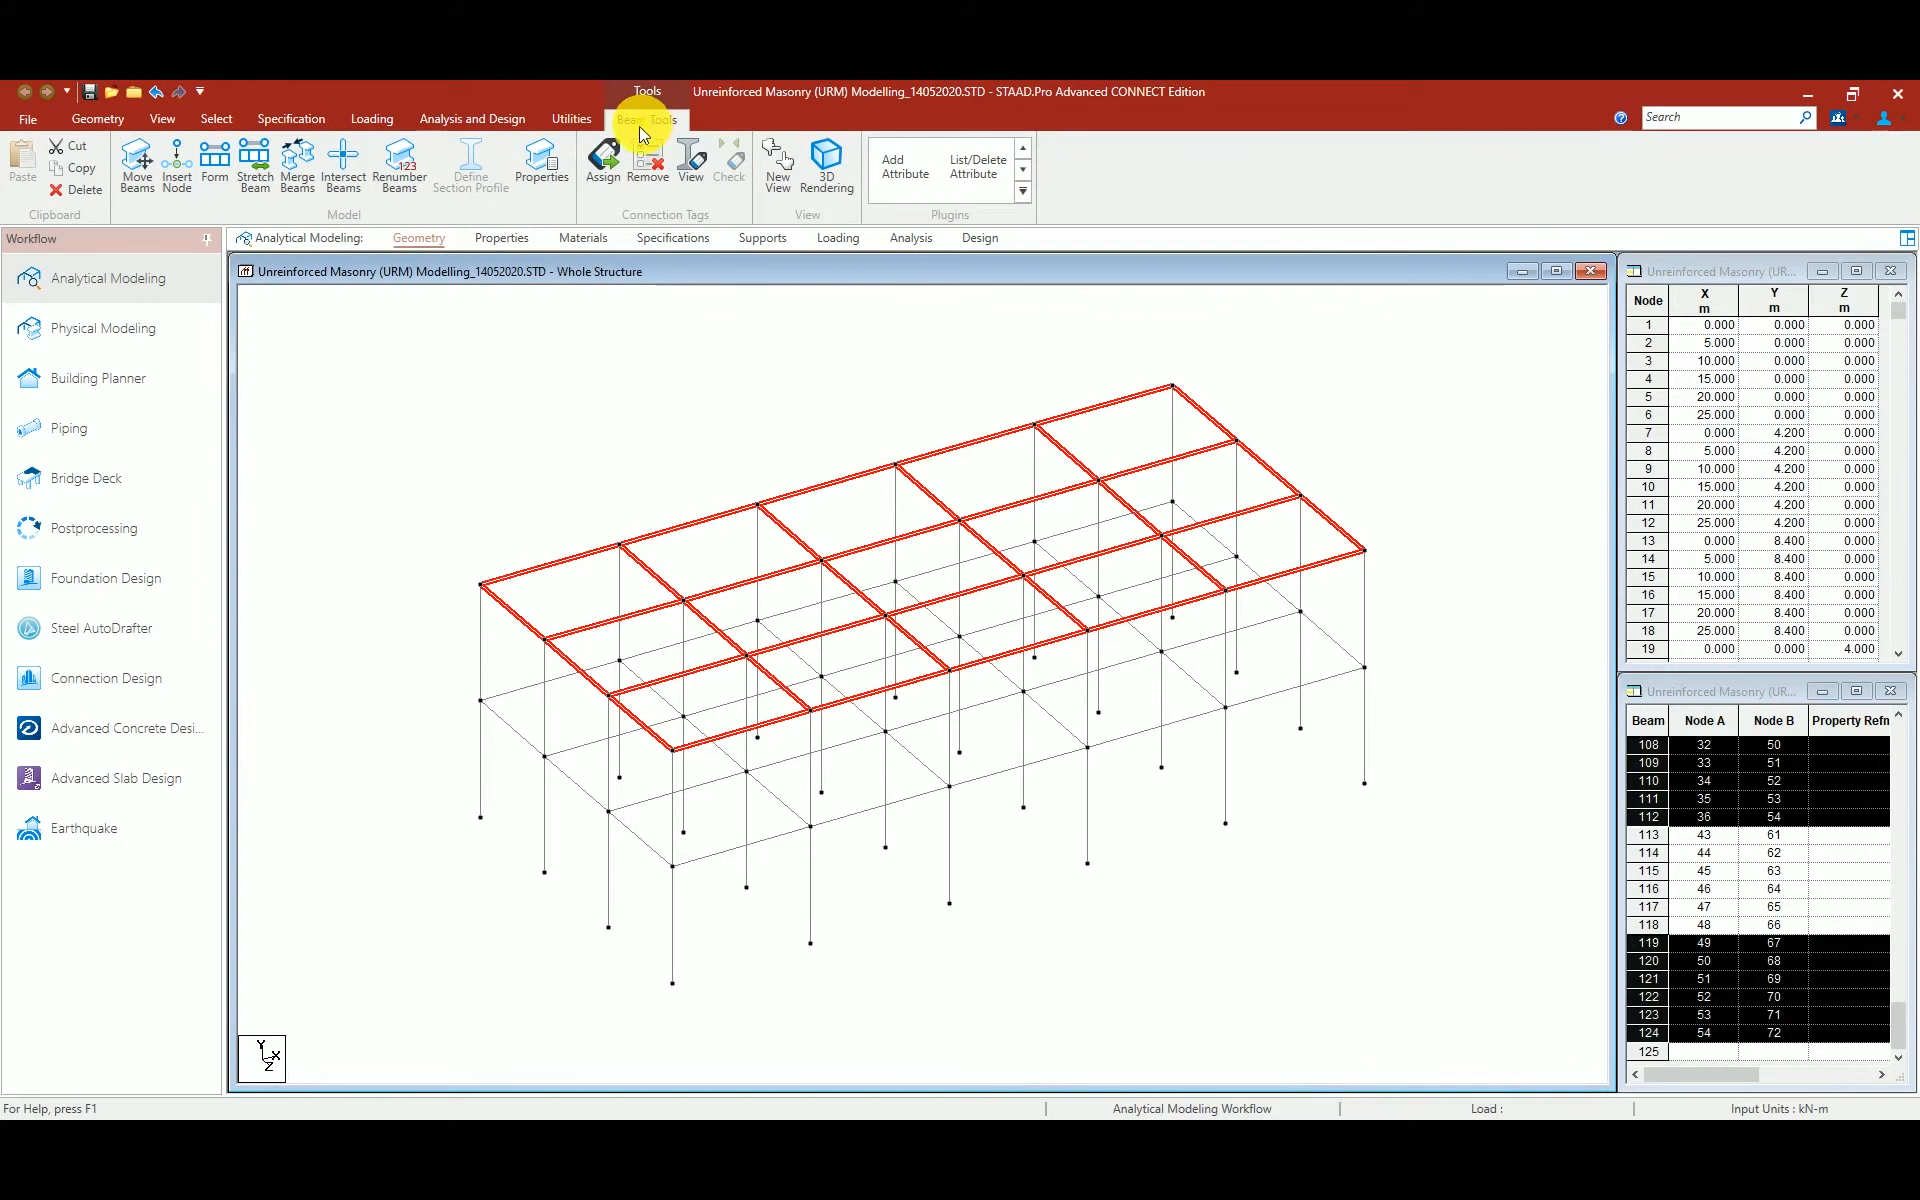 Tools
Unreinforced Masonry (URM) Modelling_14052020.STD - STAAD.Pro Advanced CONNECT Edition
File Geometry View Select Specification Loading Analysis and Design Utilities Beam Tools
Search
Paste
Cut
Copy
Delete
Clipboard
Move Beams
Insert Node
Form
Stretch Beam
Merge Beams
Intersect Beams
Renumber Beams
Define Section Profile
Properties
Model
Assign
Remove
View
Check
Connection Tags
New View
3D Rendering
View
Add Attribute
List/Delete Attribute
Plugins
Workflow
Analytical Modeling: Geometry Properties Materials Specifications Supports Loading Analysis Design
Analytical Modeling
Physical Modeling
Building Planner
Piping
Bridge Deck
Postprocessing
Foundation Design
Steel AutoDrafter
Connection Design
Advanced Concrete Desi...
Advanced Slab Design
Earthquake
Unreinforced Masonry (URM) Modelling_14052020.STD - Whole Structure
Y
X
Z
Unreinforced Masonry (UR...
Node X m Y m Z m
1 0.000 0.000 0.000
2 5.000 0.000 0.000
3 10.000 0.000 0.000
4 15.000 0.000 0.000
5 20.000 0.000 0.000
6 25.000 0.000 0.000
7 0.000 4.200 0.000
8 5.000 4.200 0.000
9 10.000 4.200 0.000
10 15.000 4.200 0.000
11 20.000 4.200 0.000
12 25.000 4.200 0.000
13 0.000 8.400 0.000
14 5.000 8.400 0.000
15 10.000 8.400 0.000
16 15.000 8.400 0.000
17 20.000 8.400 0.000
18 25.000 8.400 0.000
19 0.000 0.000 4.000
Unreinforced Masonry (UR...
Beam Node A Node B Property Refn
108 32 50
109 33 51
110 34 52
111 35 53
112 36 54
113 43 61
114 44 62
115 45 63
116 46 64
117 47 65
118 48 66
119 49 67
120 50 68
121 51 69
122 52 70
123 53 71
124 54 72
125
For Help, press F1
Analytical Modeling Workflow
Load :
Input Units : kN-m